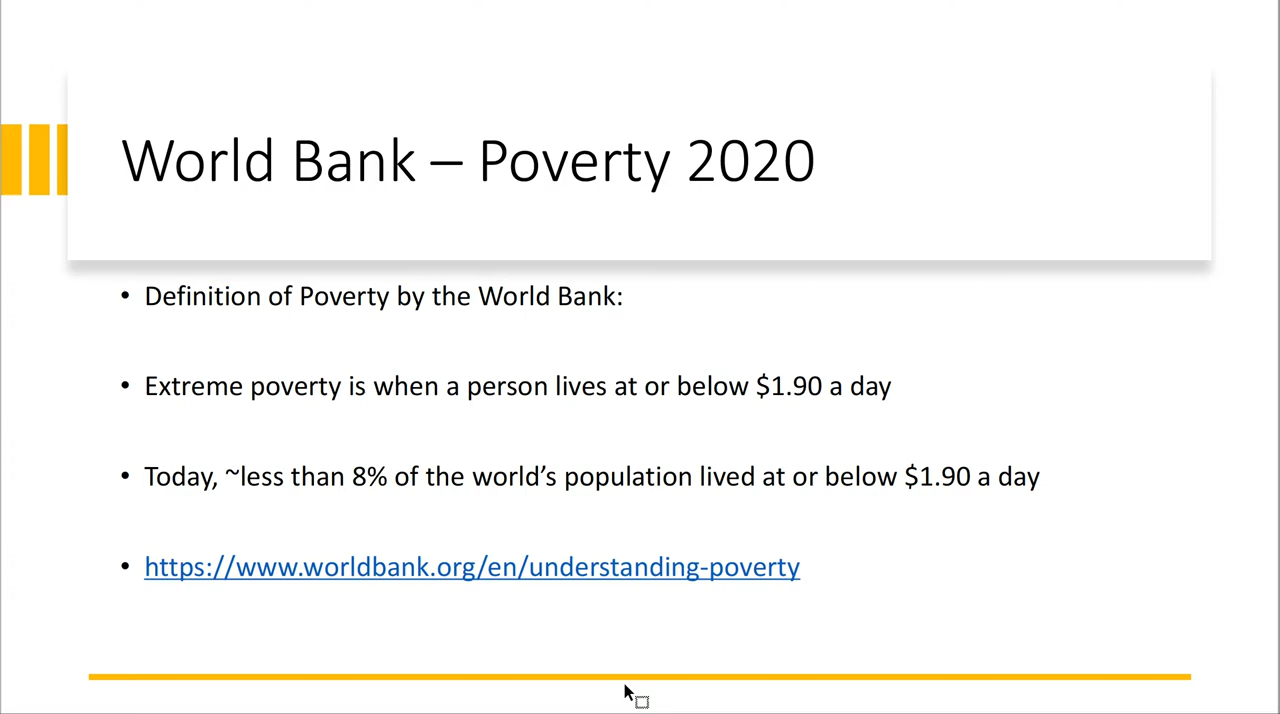 World Bank – Poverty 2020
• Definition of Poverty by the World Bank:
• Extreme poverty is when a person lives at or below $1.90 a day
• Today, ~less than 8% of the world’s population lived at or below $1.90 a day
• https://www.worldbank.org/en/understanding-poverty